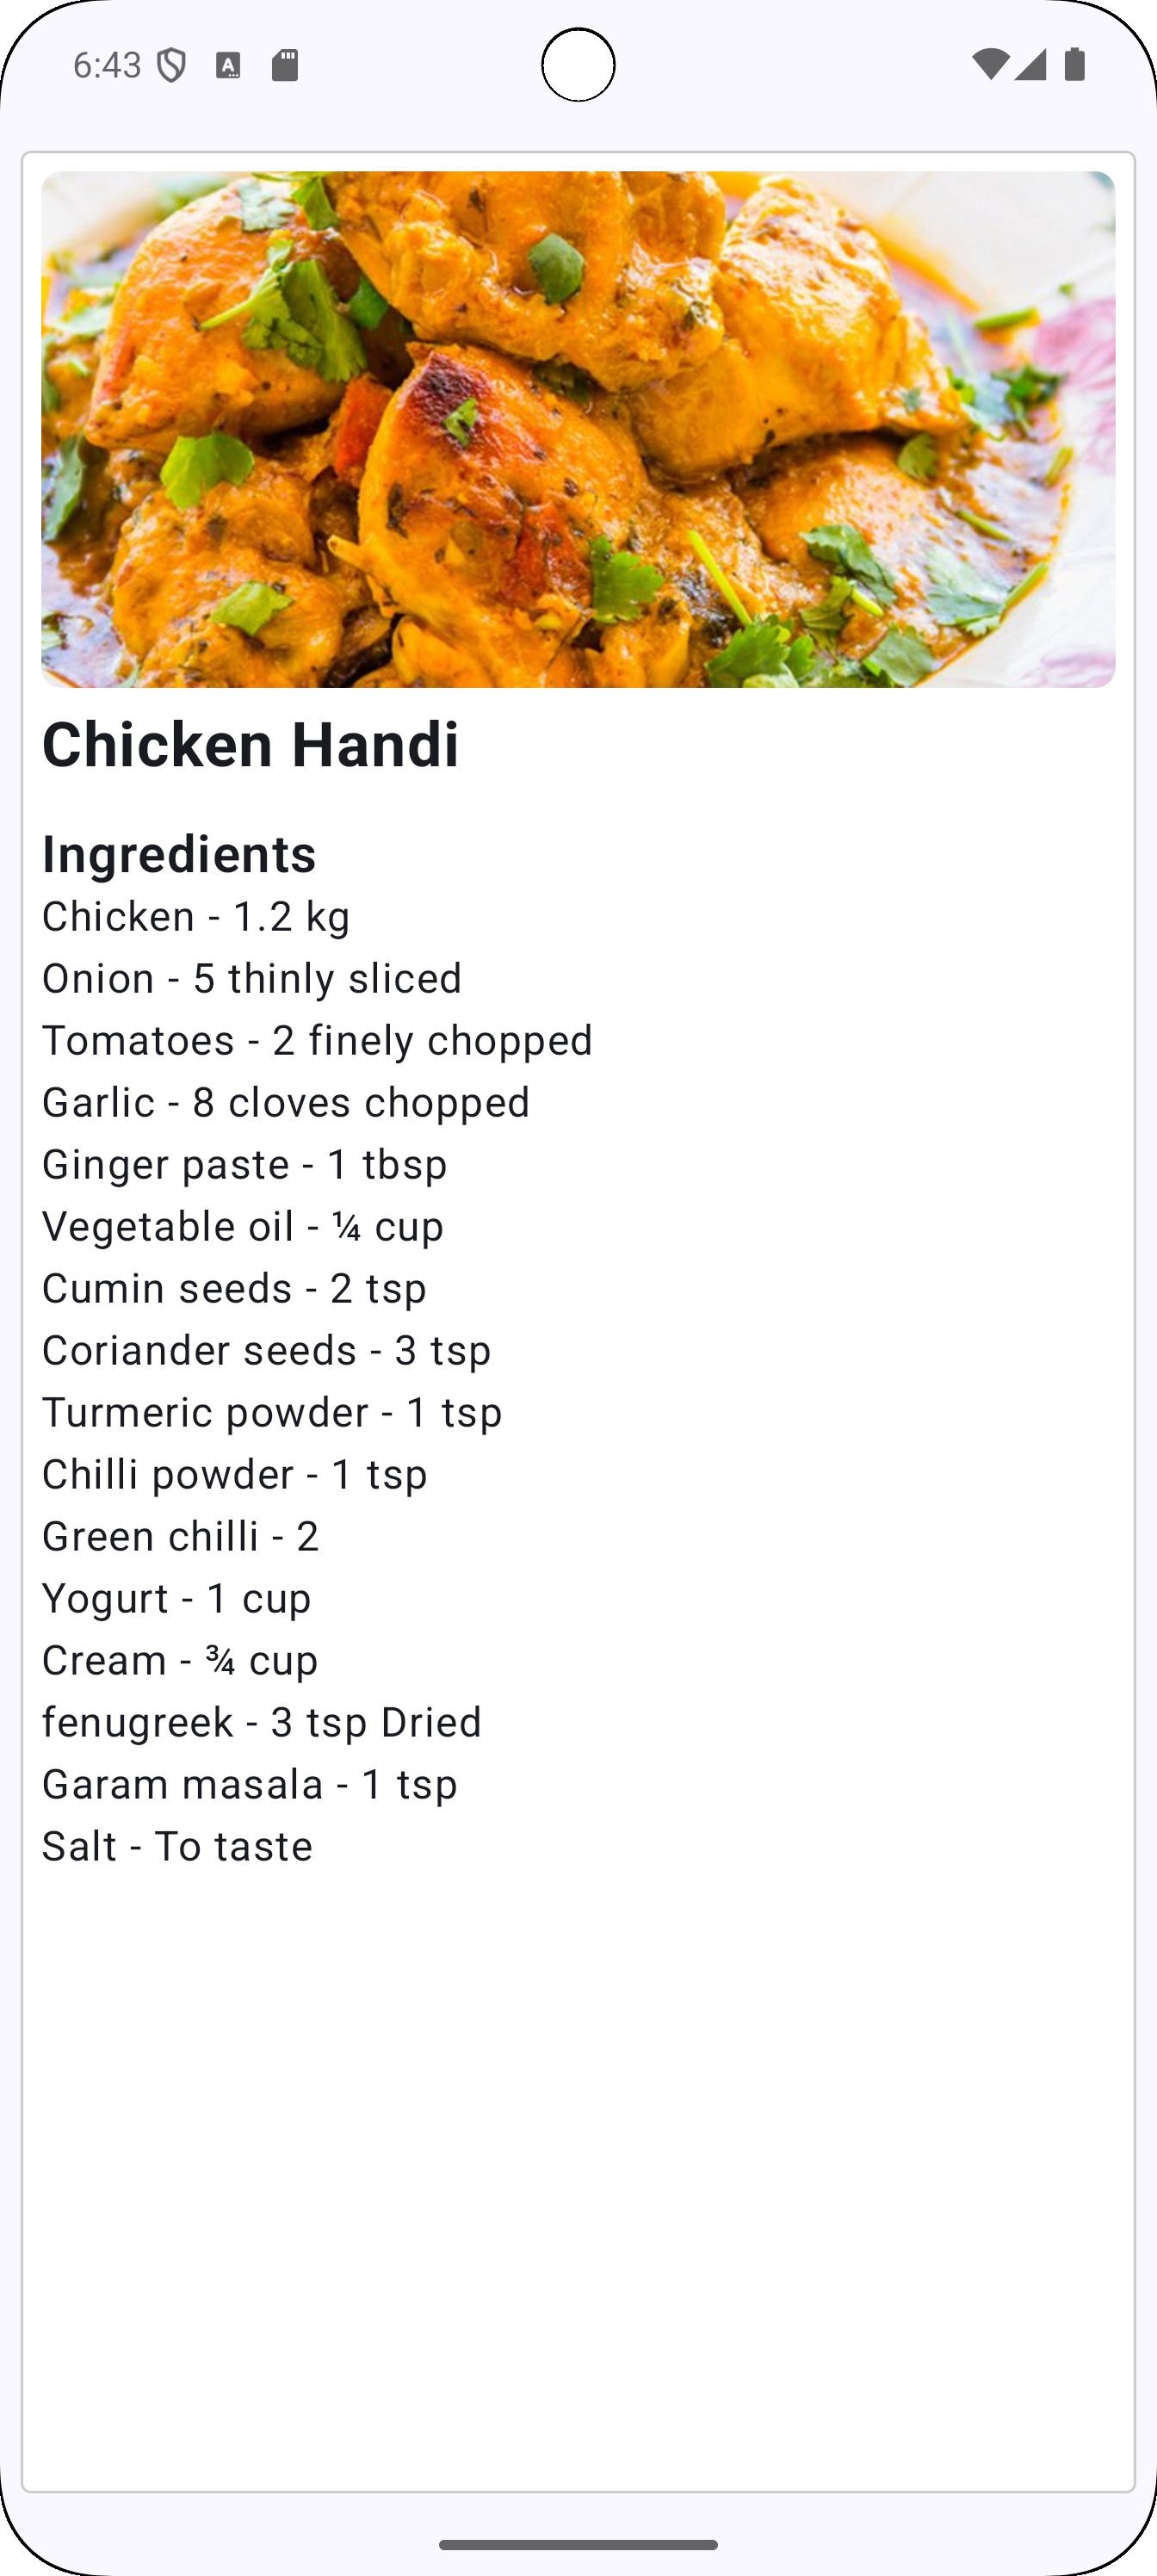 6:43
Chicken Handi
Ingredients
Chicken - 1.2 kg
Onion - 5 thinly sliced
Tomatoes - 2 finely chopped
Garlic - 8 cloves chopped
Ginger paste - 1 tbsp
Vegetable oil - ¼ cup
Cumin seeds - 2 tsp
Coriander seeds - 3 tsp
Turmeric powder - 1 tsp
Chilli powder - 1 tsp
Green chilli - 2
Yogurt - 1 cup
Cream - ¾ cup
fenugreek - 3 tsp Dried
Garam masala - 1 tsp
Salt - To taste